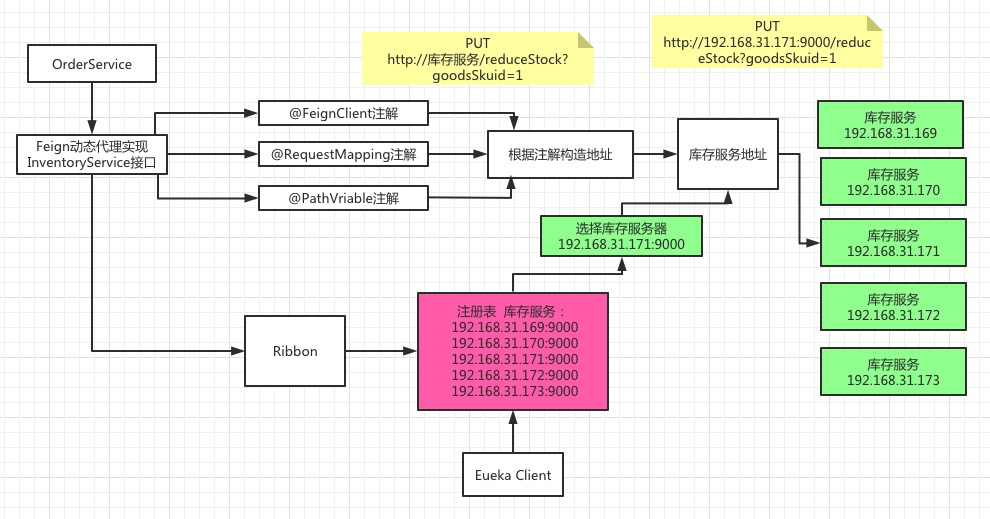 PUT
http://库存服务/reduceStock?
goodsSkuid=1
PUT
http://192.168.31.171:9000/reduc
eStock?goodsSkuid=1
OrderService
Feign动态代理实现
InventoryService接口
@FeignClient注解
@RequestMapping注解
@PathVriable注解
根据注解构造地址
库存服务地址
选择库存服务器
192.168.31.171:9000
库存服务
192.168.31.169
库存服务
192.168.31.170
库存服务
192.168.31.171
库存服务
192.168.31.172
库存服务
192.168.31.173
Ribbon
注册表 库存服务：
192.168.31.169:9000
192.168.31.170:9000
192.168.31.171:9000
192.168.31.172:9000
192.168.31.173:9000
Eueka Client